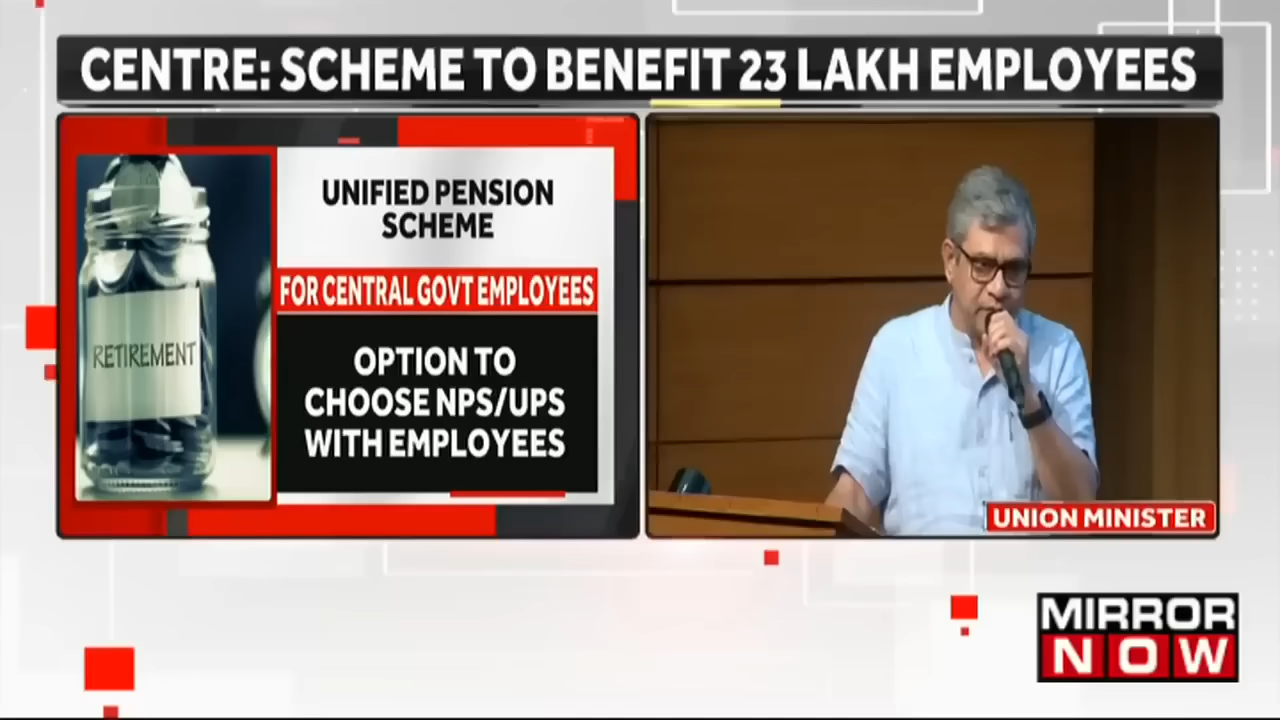 CENTRE: SCHEME TO BENEFIT 23 LAKH EMPLOYEES
UNIFIED PENSION
SCHEME
FOR CENTRAL GOVT EMPLOYEES
RETIREMENT
OPTION TO
CHOOSE NPS/UPS
WITH EMPLOYEES
UNION MINISTER
MIRROR
NOW